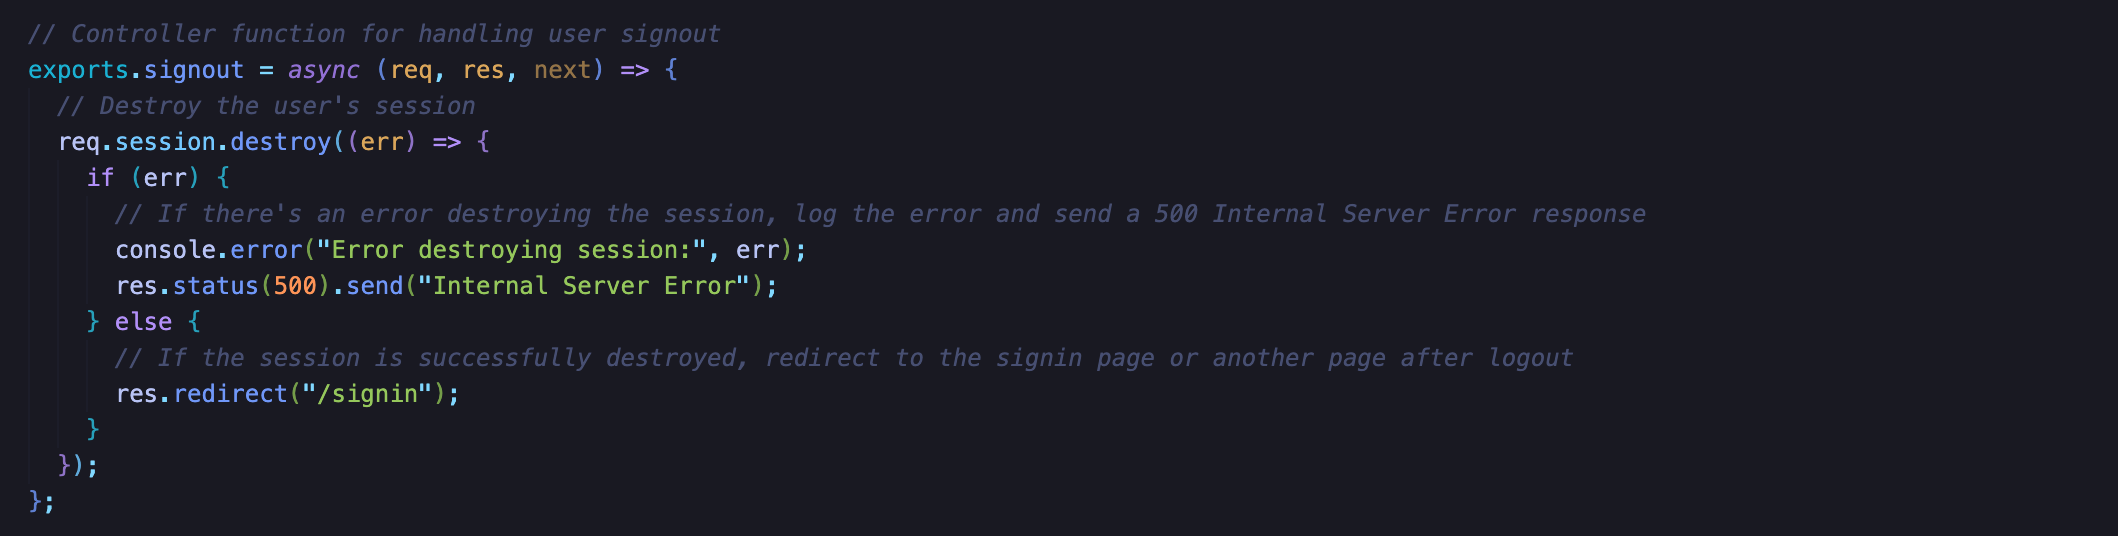 // Controller function for handling user signout
exports.signout = async (req, res, next) => {
  // Destroy the user's session
  req.session.destroy((err) => {
    if (err) {
      // If there's an error destroying the session, log the error and send a 500 Internal Server Error response
      console.error("Error destroying session:", err);
      res.status(500).send("Internal Server Error");
    } else {
      // If the session is successfully destroyed, redirect to the signin page or another page after logout
      res.redirect("/signin");
    }
  });
};